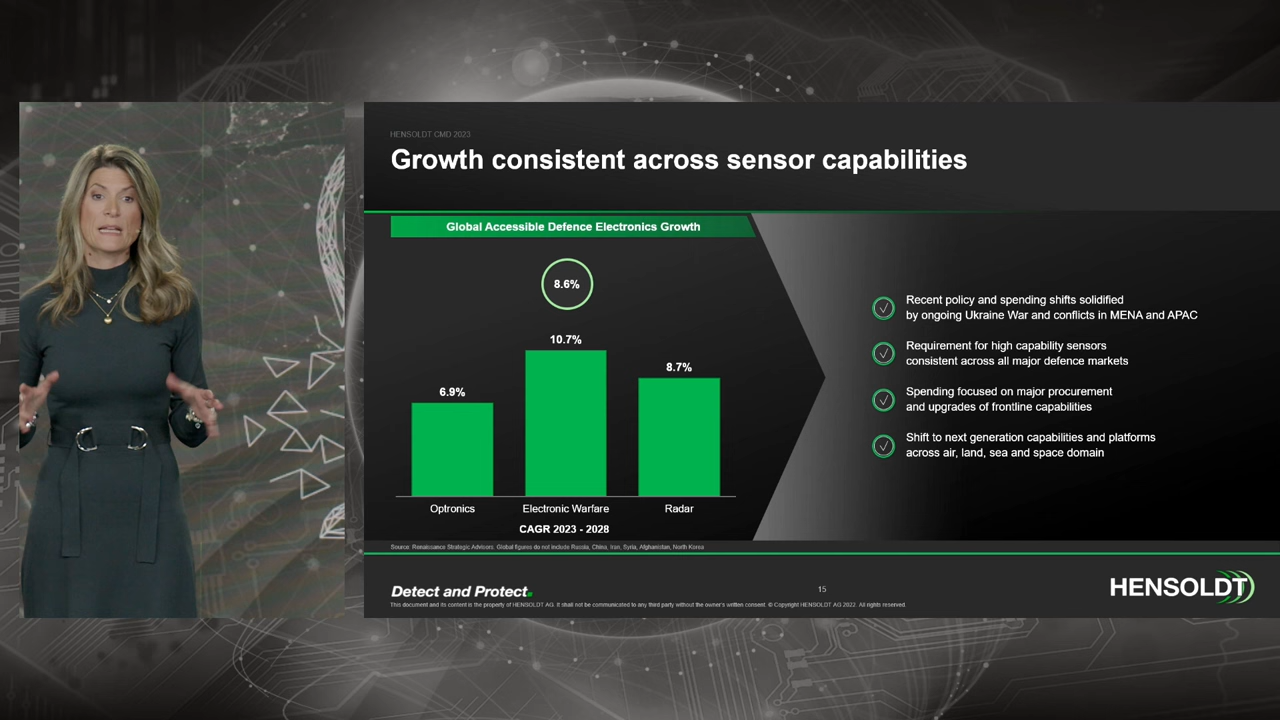 HENSOLDT CMD 2023
Growth consistent across sensor capabilities
Global Accessible Defence Electronics Growth
8.6%
6.9%
10.7%
8.7%
Optronics
Electronic Warfare
Radar
CAGR 2023 - 2028
Recent policy and spending shifts solidified
by ongoing Ukraine War and conflicts in MENA and APAC
Requirement for high capability sensors
consistent across all major defence markets
Spending focused on major procurement
and upgrades of frontline capabilities
Shift to next generation capabilities and platforms
across air, land, sea and space domain
Source: Renaissance Strategic Advisors. Global figures do not include Russia, China, Iran, Syria, Afghanistan, North Korea
Detect and Protect.
15
HENSOLDT
This document and its content is the property of HENSOLDT AG. It shall not be communicated to any third party without the owner's written consent. © Copyright HENSOLDT AG 2022. All rights reserved.